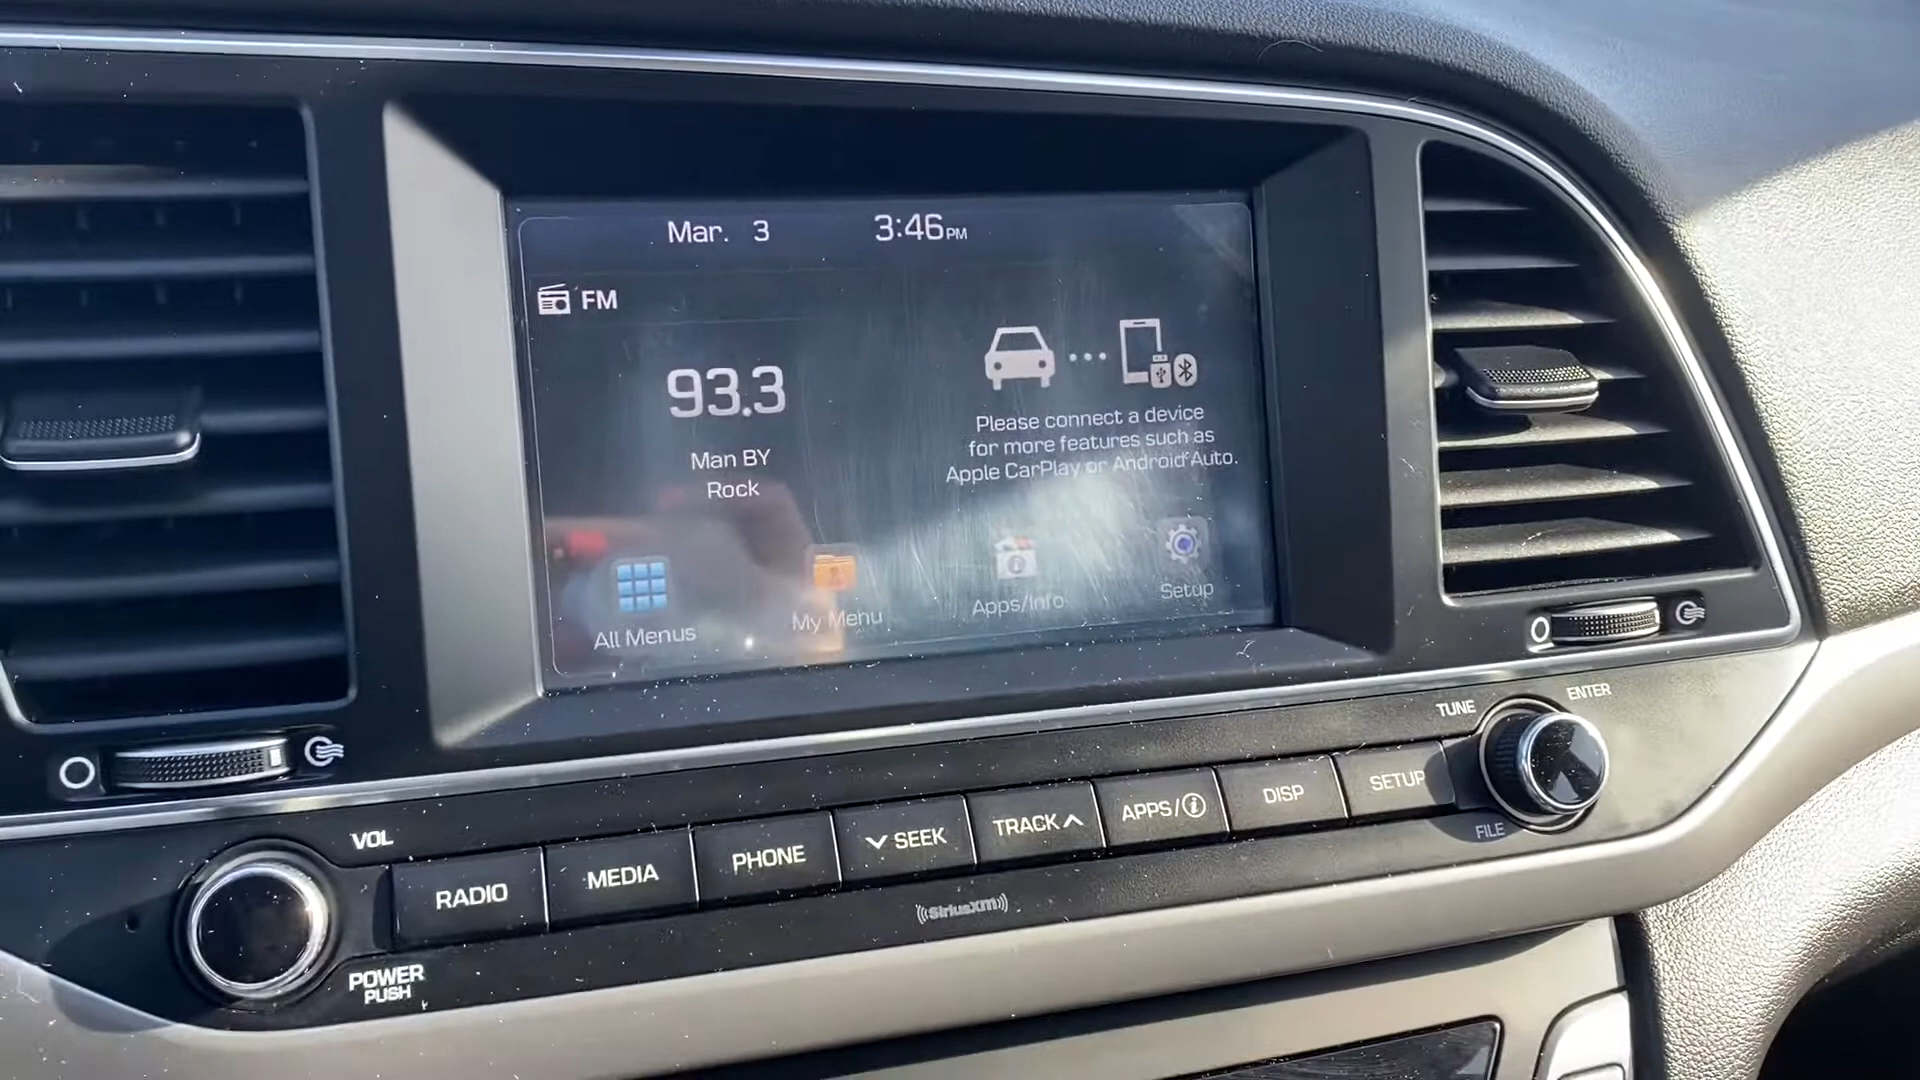 Mar. 3 3:46PM
FM
93.3
Man BY
Rock
Please connect a device
for more features such as
Apple CarPlay or Android Auto.
All Menus
My Menu
Apps/Info
Setup
VOL
POWER
PUSH
RADIO
MEDIA
PHONE
SEEK
TRACK
APPS/i
DISP
SETUP
TUNE
ENTER
FILE
SiriusXM